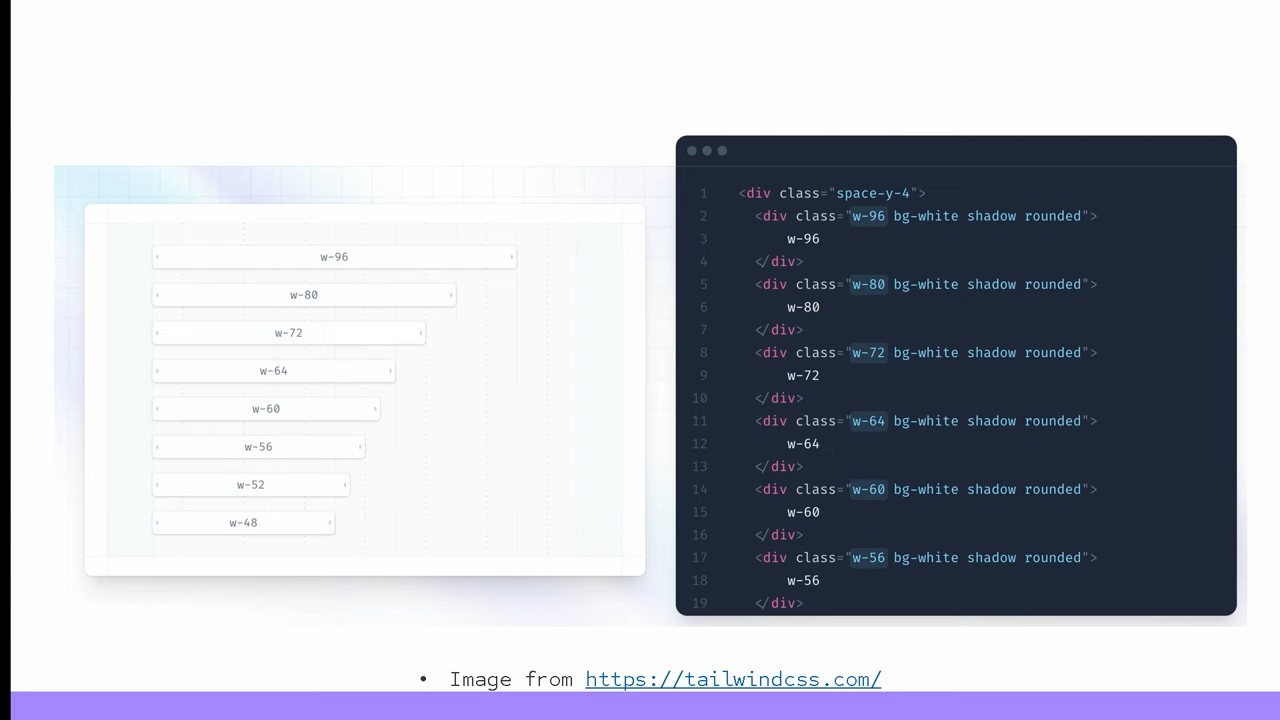 w-96
w-80
w-72
w-64
w-60
w-56
w-52
w-48
1 <div class="space-y-4">
2 <div class="w-96 bg-white shadow rounded">
3 w-96
4 </div>
5 <div class="w-80 bg-white shadow rounded">
6 w-80
7 </div>
8 <div class="w-72 bg-white shadow rounded">
9 w-72
10 </div>
11 <div class="w-64 bg-white shadow rounded">
12 w-64
13 </div>
14 <div class="w-60 bg-white shadow rounded">
15 w-60
16 </div>
17 <div class="w-56 bg-white shadow rounded">
18 w-56
19 </div>
• Image from https://tailwindcss.com/